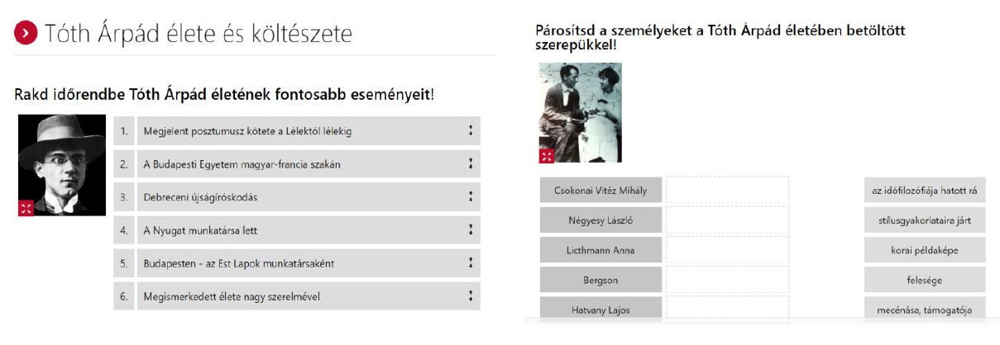 Tóth Árpád élete és költészete
Rakd időrendbe Tóth Árpád életének fontosabb eseményeit!
1. Megjelent posztumusz kötete a Lélektól lélekig
2. A Budapesti Egyetem magyar-francia szakán
3. Debreceni újságíróskodás
4. A Nyugat munkatársa lett
5. Budapesten - az Est Lapok munkatársaként
6. Megismerkedett élete nagy szerelmével
Párosítsd a személyeket a Tóth Árpád életében betöltött
szerepükkel!
Csokonai Vitéz Mihály
az időfilozófiája hatott rá
Négyesy László
stílusgyakorlataira járt
Licthmann Anna
korai példaképe
Bergson
felesége
Hatvany Lajos
mecénása, támogatója